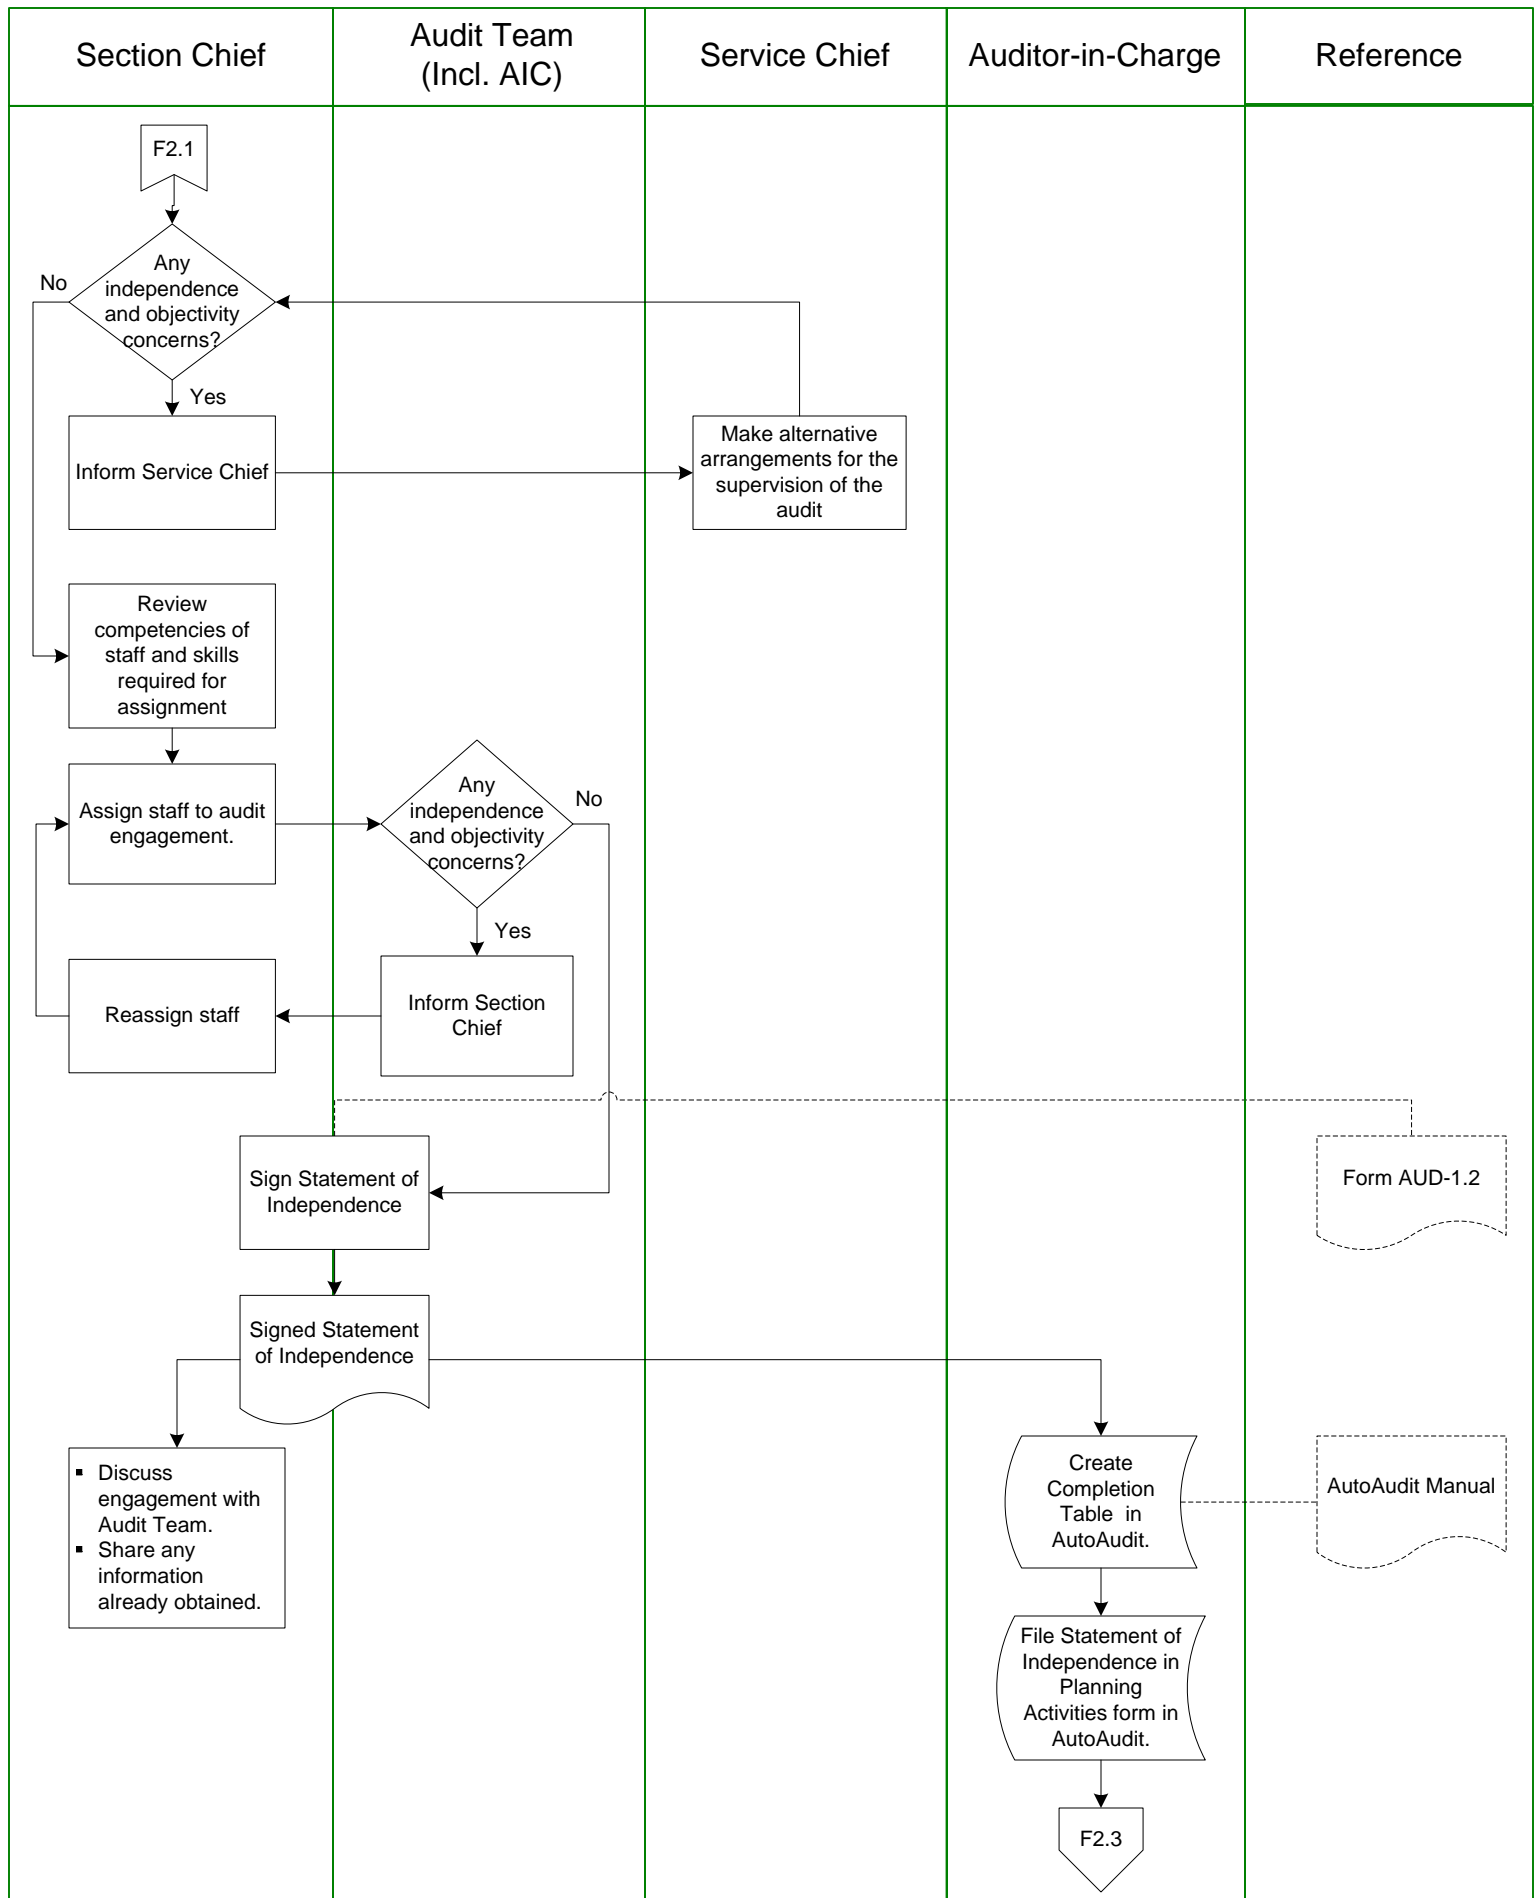 Section Chief
Audit Team
(Incl. AIC)
Service Chief
Auditor-in-Charge
Reference
F2.1
Any
independence
and objectivity
concerns?
No
Yes
Inform Service Chief
Make alternative
arrangements for the
supervision of the
audit
Review
competencies of
staff and skills
required for
assignment
Assign staff to audit
engagement.
Any
independence
and objectivity
concerns?
No
Yes
Reassign staff
Inform Section
Chief
Sign Statement of
Independence
Form AUD-1.2
Signed Statement
of Independence
▪ Discuss
engagement with
Audit Team.
▪ Share any
information
already obtained.
Create
Completion
Table in
AutoAudit.
AutoAudit Manual
File Statement of
Independence in
Planning
Activities form in
AutoAudit.
F2.3